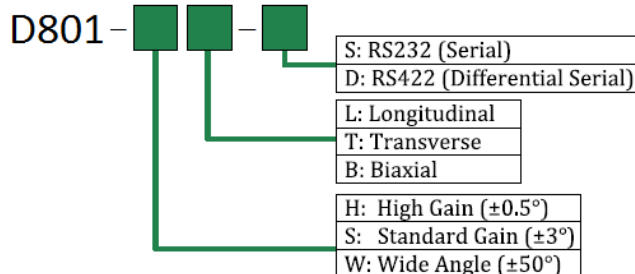 D801--
S: RS232 (Serial)
D: RS422 (Differential Serial)
L: Longitudinal
T: Transverse
B: Biaxial
H: High Gain (±0.5°)
S: Standard Gain (±3°)
W: Wide Angle (±50°)